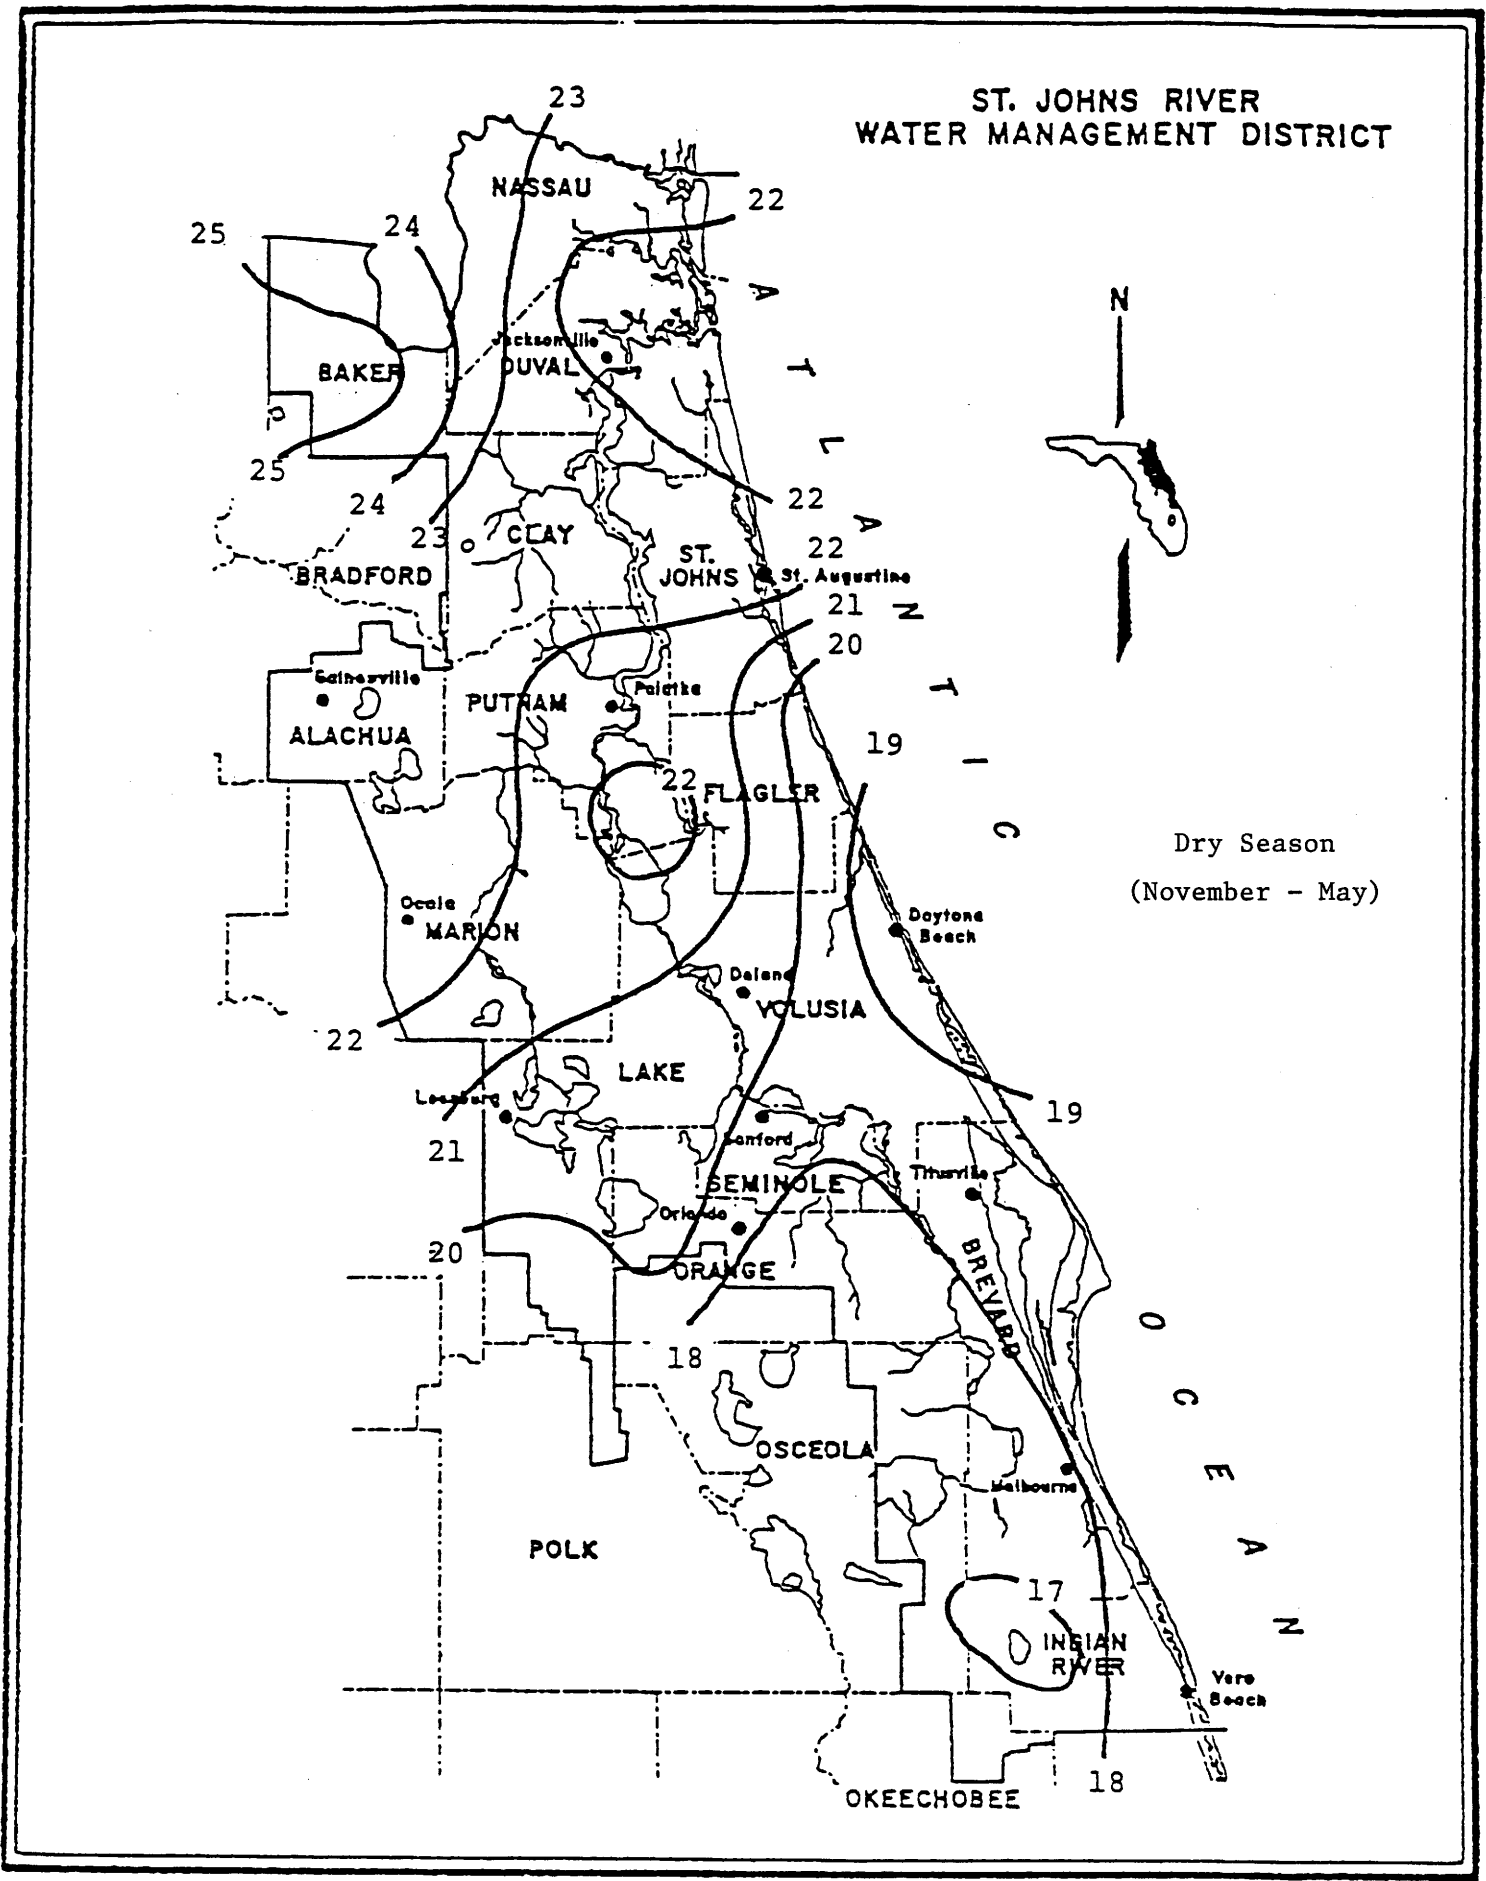 ST. JOHNS RIVER
WATER MANAGEMENT DISTRICT
23
NASSAU
22
25
24
N
Jacksonville
DUVAL
BAKER
25
24
22
23
CLAY
22
ST.
JOHNS
St. Augustine
BRADFORD
21
20
Gainesville
Palatka
PUTNAM
ALACHUA
19
22
FLAGLER
Dry Season
(November - May)
Ocala
MARION
Daytona
Beach
Deland
VOLUSIA
22
LAKE
Leesburg
19
21
Sanford
SEMINOLE
Titusville
Orlando
20
ORANGE
BREVARD
18
OSCEOLA
Melbourne
POLK
17
INDIAN
RIVER
Vero
Beach
18
OKEECHOBEE
ATLANTIC OCEAN